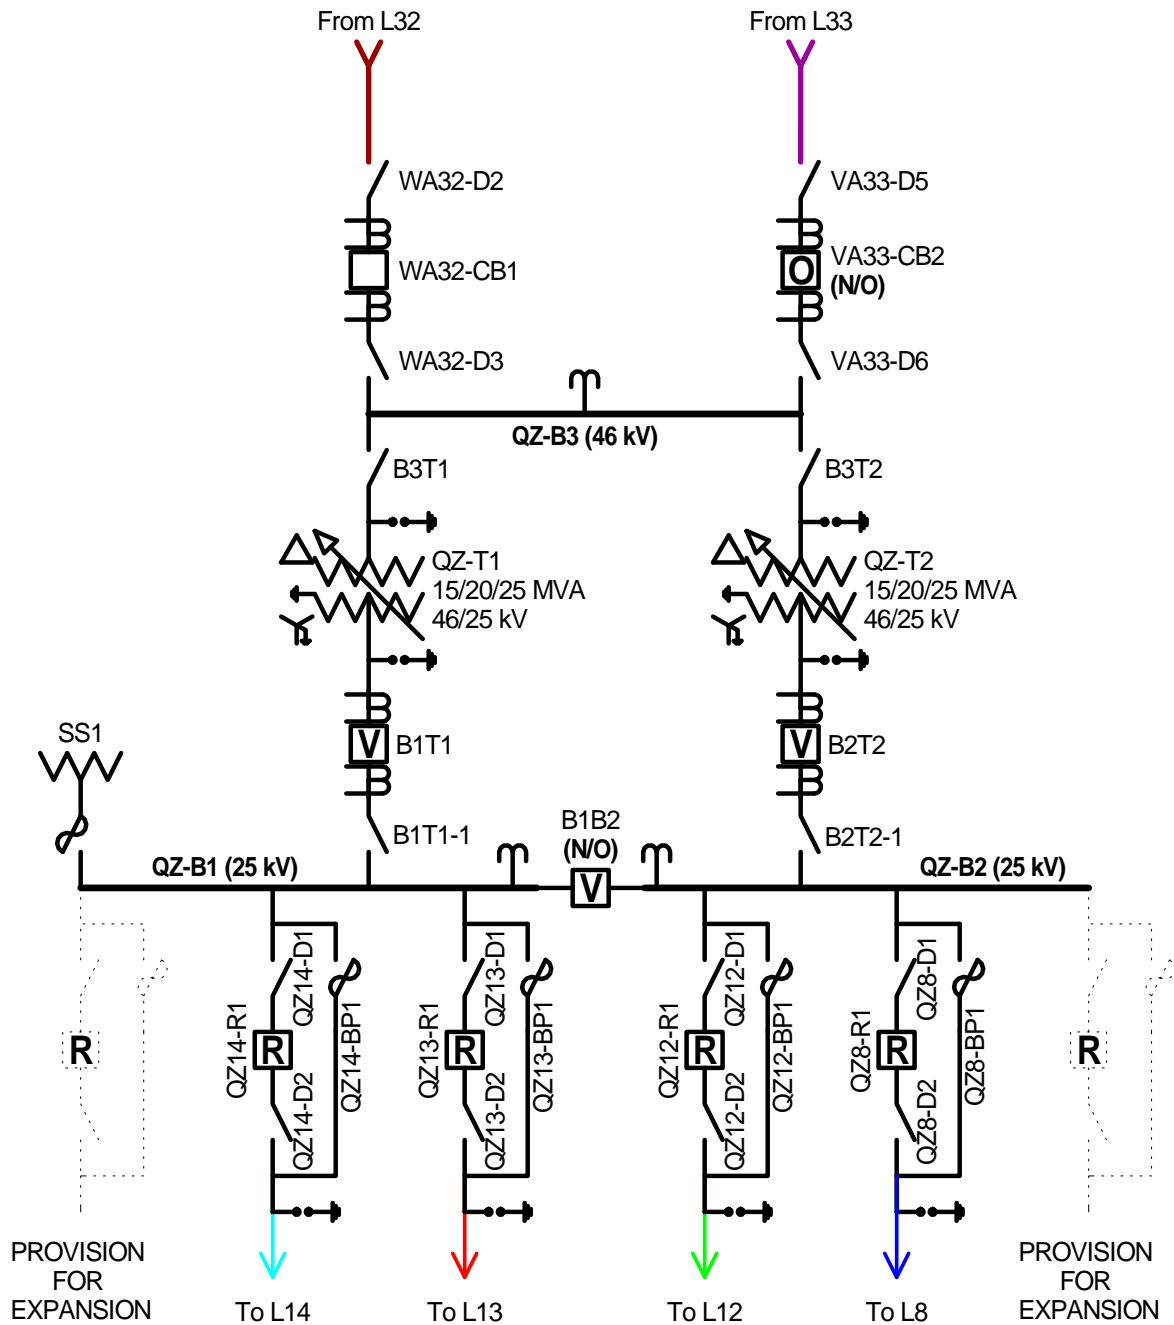 From L32
From L33
WA32-D2
VA33-D5
WA32-CB1
O
VA33-CB2
(N/O)
WA32-D3
VA33-D6
QZ-B3 (46 kV)
B3T1
B3T2
QZ-T1
15/20/25 MVA
46/25 kV
QZ-T2
15/20/25 MVA
46/25 kV
SS1
V
B1T1
V
B2T2
B1T1-1
B1B2
(N/O)
V
B2T2-1
QZ-B1 (25 kV)
QZ-B2 (25 kV)
R
QZ14-R1
R
QZ14-D1
QZ14-D2
QZ14-BP1
QZ13-R1
R
QZ13-D1
QZ13-D2
QZ13-BP1
QZ12-R1
R
QZ12-D1
QZ12-D2
QZ12-BP1
QZ8-R1
R
QZ8-D1
QZ8-D2
QZ8-BP1
R
PROVISION
FOR
EXPANSION
To L14
To L13
To L12
To L8
PROVISION
FOR
EXPANSION